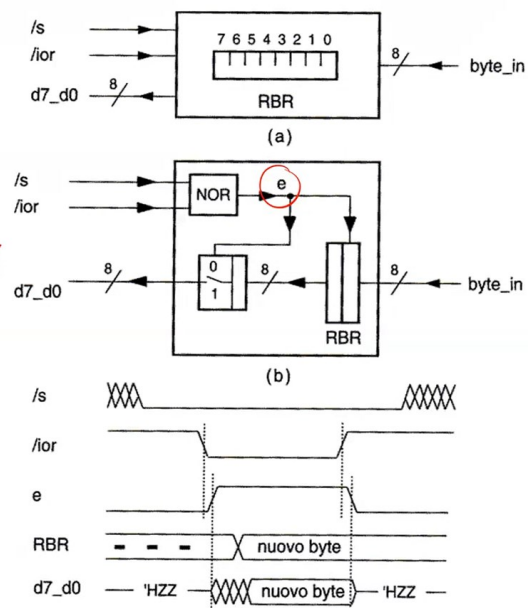 /s
7 6 5 4 3 2 1 0
/ior
8
byte_in
d7_d0
8
RBR
(a)
/s
NOR
e
/ior
0
8
8
8
d7_d0
1
byte_in
RBR
(b)
/s
/ior
e
RBR
nuovo byte
d7_d0
'HZZ
nuovo byte
'HZZ